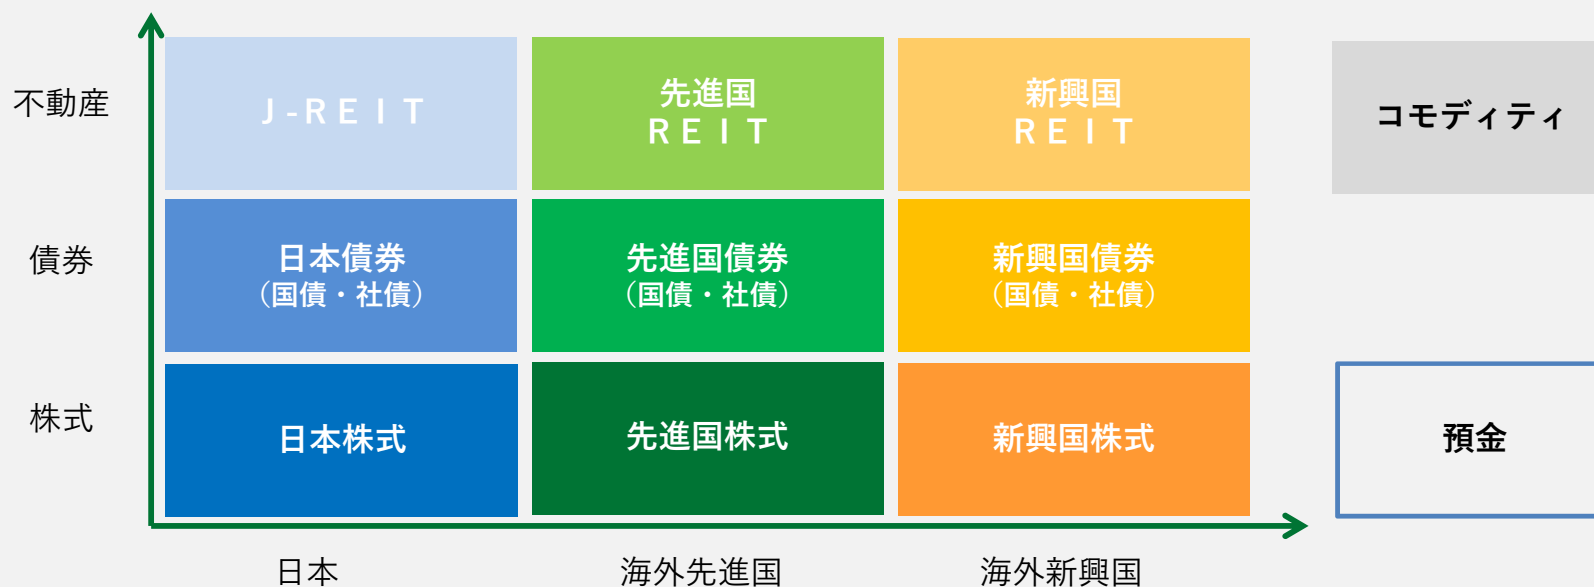 不動産
J-REIT
先進国
REIT
新興国
REIT
コモディティ
債券
日本債券
（国債・社債）
先進国債券
（国債・社債）
新興国債券
（国債・社債）
株式
日本株式
先進国株式
新興国株式
預金
日本
海外先進国
海外新興国